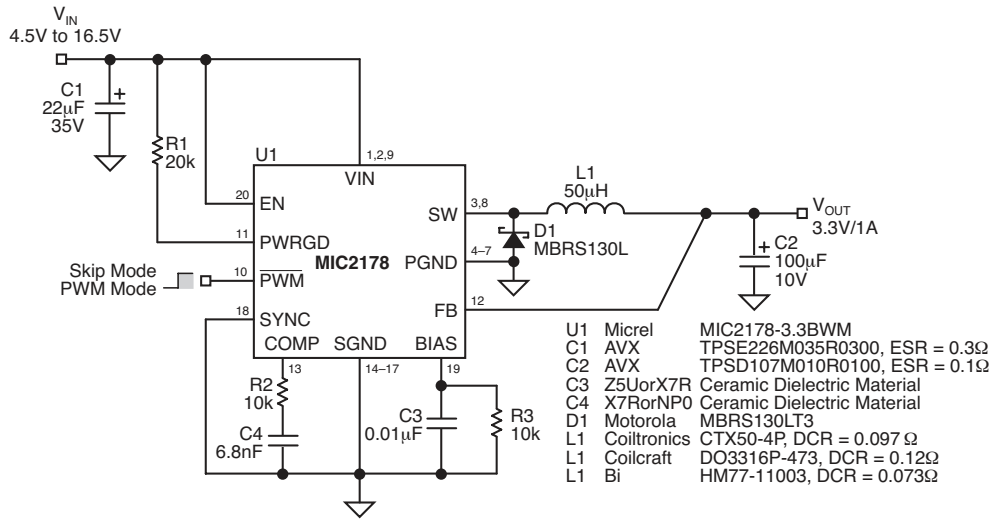 VIN
4.5V to 16.5V
C1
22µF
35V
+
R1
20k
U1
1,2,9
VIN
20
EN
11
PWRGD
MIC2178
Skip Mode
PWM Mode
10
PWM
18
SYNC
COMP
SGND
BIAS
SW
3,8
PGND
4–7
FB
12
L1
50µH
D1
MBRS130L
VOUT
3.3V/1A
+
C2
100µF
10V
13
14–17
19
R2
10k
C4
6.8nF
C3
0.01µF
R3
10k
U1 Micrel MIC2178-3.3BWM
C1 AVX TPSE226M035R0300, ESR = 0.3Ω
C2 AVX TPSD107M010R0100, ESR = 0.1Ω
C3 Z5UorX7R Ceramic Dielectric Material
C4 X7RorNP0 Ceramic Dielectric Material
D1 Motorola MBRS130LT3
L1 Coiltronics CTX50-4P, DCR = 0.097 Ω
L1 Coilcraft DO3316P-473, DCR = 0.12Ω
L1 Bi HM77-11003, DCR = 0.073Ω